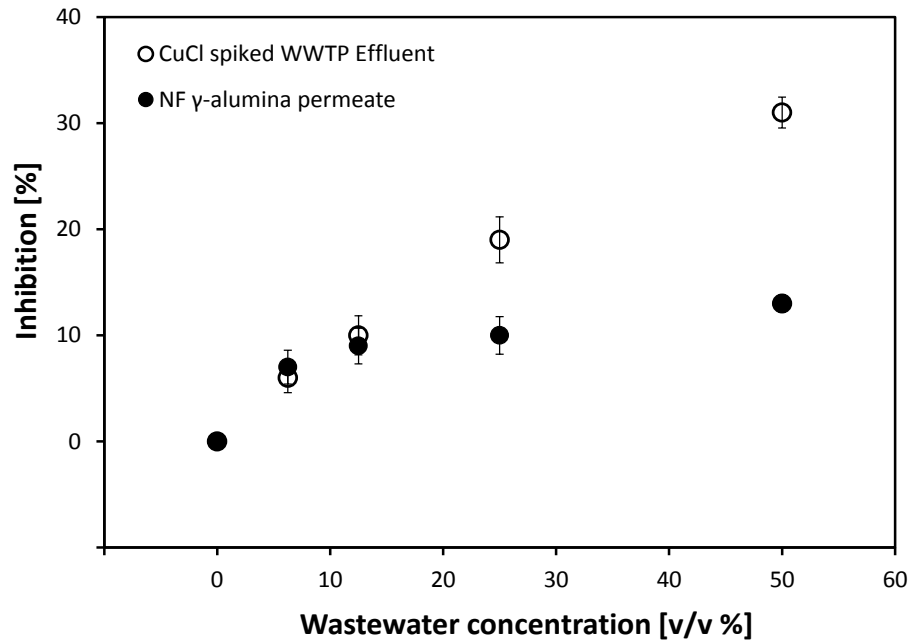 40
30
20
10
0
Inhibition [%]
CuCl spiked WWTP Effluent
NF γ-alumina permeate
0 10 20 30 40 50 60
Wastewater concentration [v/v %]